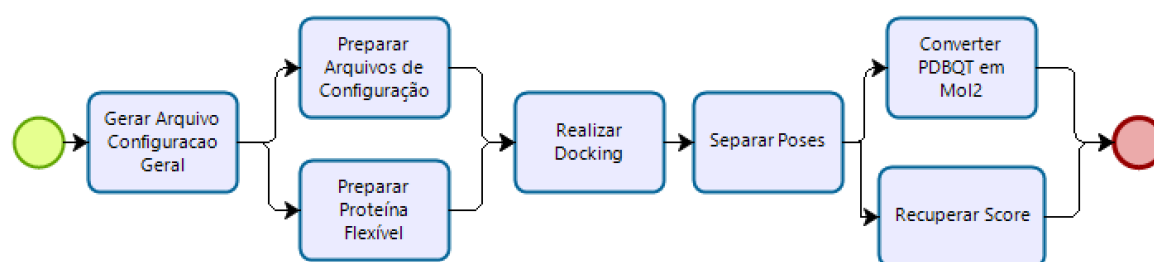 Gerar Arquivo
Configuracao
Geral
Preparar
Arquivos de
Configuração
Preparar
Proteína
Flexível
Realizar
Docking
Separar Poses
Converter
PDBQT em
Mol2
Recuperar Score